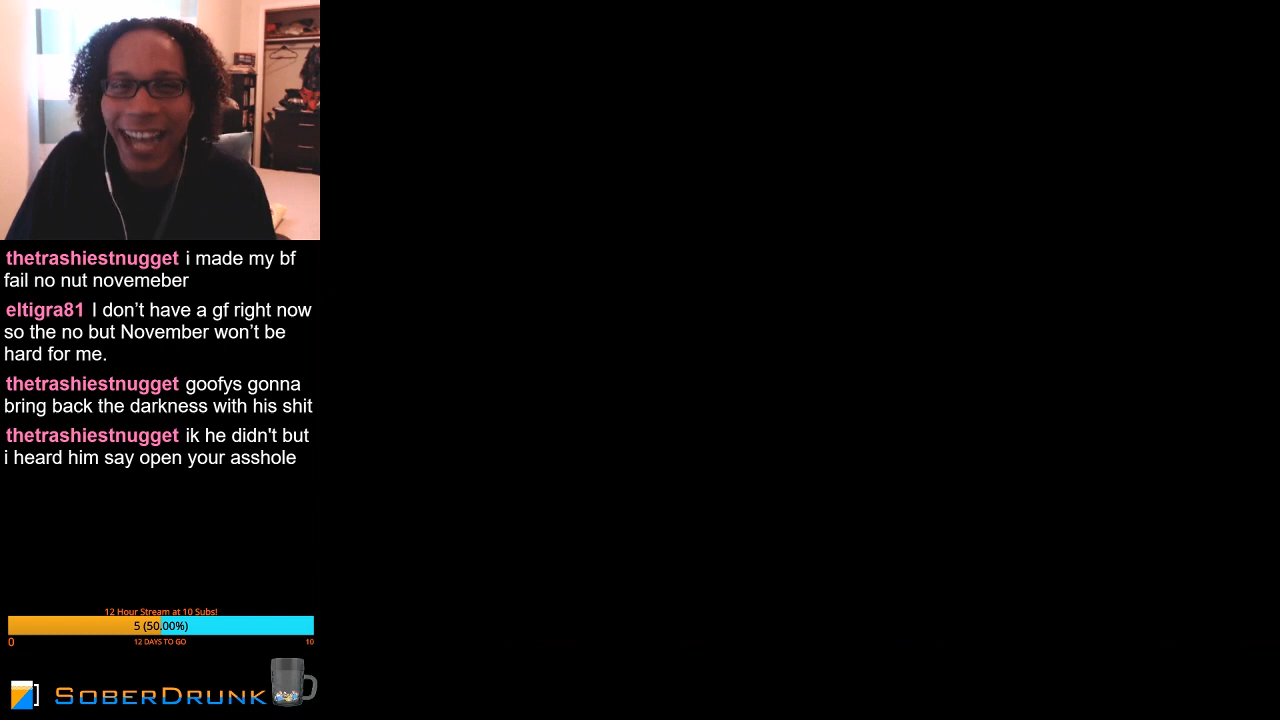 thetrashiestnugget i made my bf
fail no nut novemeber
eltigra81 I don’t have a gf right now
so the no but November won’t be
hard for me.
thetrashiestnugget goofys gonna
bring back the darkness with his shit
thetrashiestnugget ik he didn't but
i heard him say open your asshole
12 Hour Stream at 10 Subs!
5 (50.00%)
0 12 DAYS TO GO 10
SoberDrunk